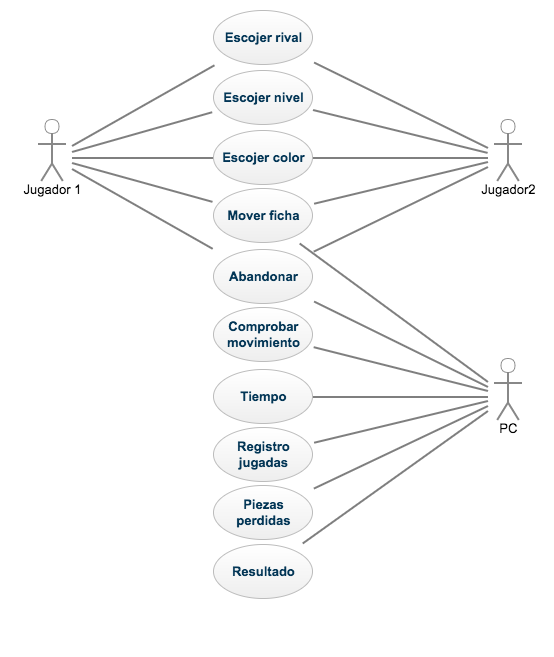 Escojer rival
Escojer nivel
Escojer color
Jugador 1
Jugador2
Mover ficha
Abandonar
Comprobar
movimiento
Tiempo
PC
Registro
jugadas
Piezas
perdidas
Resultado